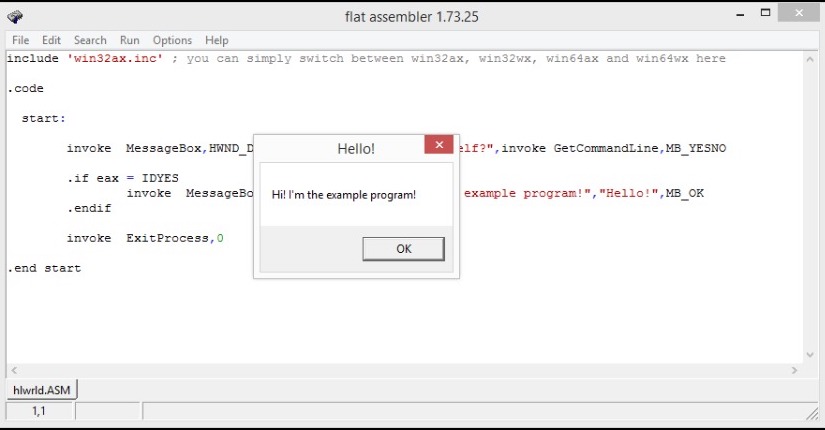 flat assembler 1.73.25
File Edit Search Run Options Help
include 'win32ax.inc' ; you can simply switch between win32ax, win32wx, win64ax and win64wx here
.code
start:
invoke MessageBox,HWND_D
elf?",invoke GetCommandLine,MB_YESNO
.if eax = IDYES
invoke MessageBo
example program!","Hello!",MB_OK
.endif
invoke ExitProcess,0
.end start
Hello!
Hi! I'm the example program!
OK
hlwrld.ASM
1,1